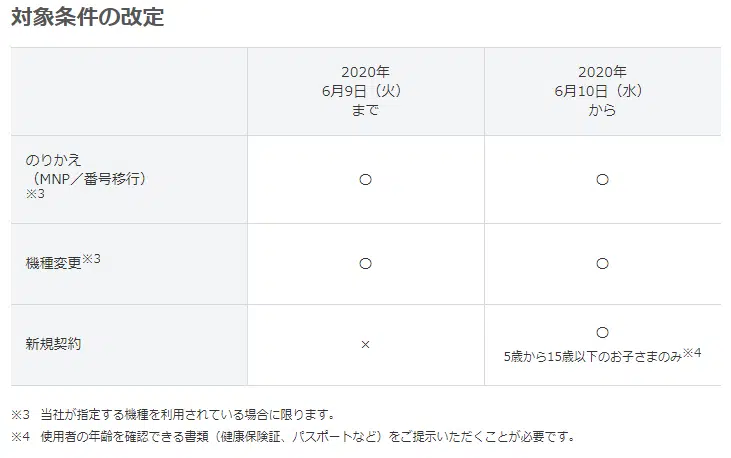 対象条件の改定
2020年
6月9日（火）
まで
2020年
6月10日（水）
から
のりかえ
（MNP／番号移行）
※3
○
○
機種変更※3
○
○
新規契約
×
○
5歳から15歳以下のお子さまのみ※4
※3 当社が指定する機種を利用されている場合に限ります。
※4 使用者の年齢を確認できる書類（健康保険証、パスポートなど）をご提示いただくことが必要です。